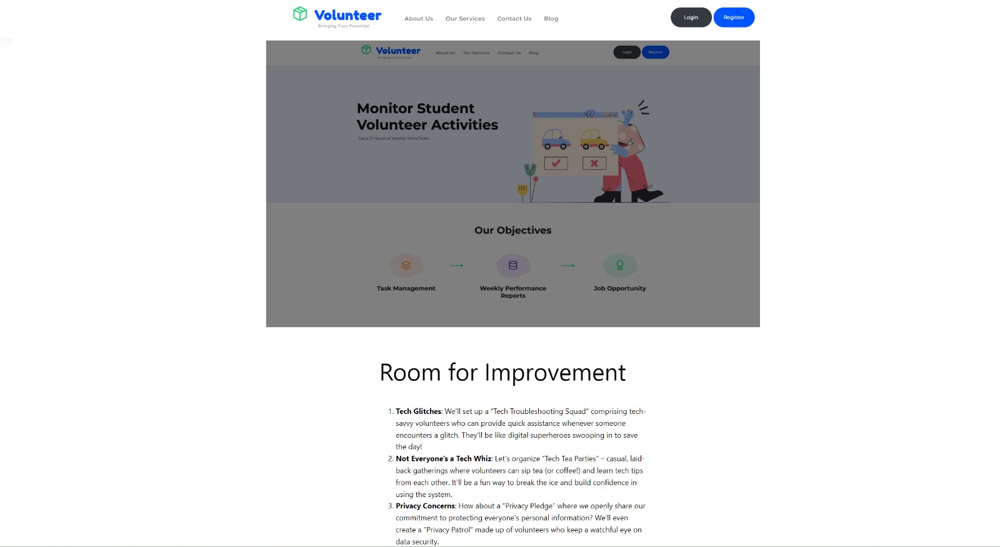 Volunteer
Bringing True Potential
About Us Our Services Contact Us Blog
Login Register
Volunteer
Bringing True Potential
About Us Our Services Contact Us Blog
Login Register
Monitor Student
Volunteer Activities
Track 21 Hours of Weekly Work/Tasks
Our Objectives
Task Management
Weekly Performance
Reports
Job Opportunity
Room for Improvement
1. Tech Glitches: We’ll set up a “Tech Troubleshooting Squad” comprising tech-
savvy volunteers who can provide quick assistance whenever someone
encounters a glitch. They’ll be like digital superheroes swooping in to save
the day!
2. Not Everyone’s a Tech Whiz: Let’s organize “Tech Tea Parties” – casual, laid-
back gatherings where volunteers can sip tea (or coffee!) and learn tech tips
from each other. It’ll be a fun way to break the ice and build confidence in
using the system.
3. Privacy Concerns: How about a “Privacy Pledge” where we openly share our
commitment to protecting everyone’s personal information? We’ll even
create a “Privacy Patrol” made up of volunteers who keep a watchful eye on
data security.